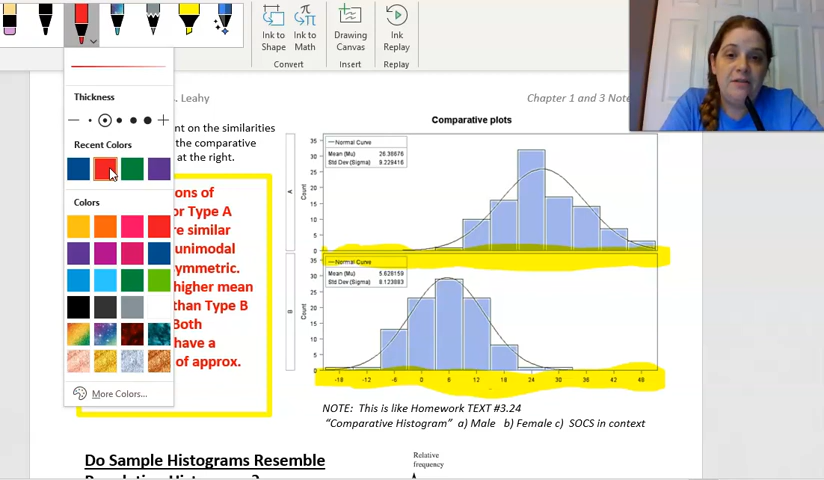 Ink to Shape
Ink to Math
Drawing Canvas
Ink Replay
Convert
Insert
Replay
Thickness
Recent Colors
Colors
More Colors...
. Leahy
Chapter 1 and 3 Note
nt on the similarities
the comparative
at the right.
ons of
or Type A
re similar
unimodal
symmetric.
higher mean
than Type B
Both
have a
of approx.
Comparative plots
A
Count
35
30
25
20
15
10
5
0
Normal Curve
Mean (Mu) 26.38676
Std Dev (Sigma) 9.229416
B
Count
35
30
25
20
15
10
5
0
Normal Curve
Mean (Mu) 5.628159
Std Dev (Sigma) 8.123883
-18 -12 -6 0 6 12 18 24 30 36 42 48
NOTE: This is like Homework TEXT #3.24
"Comparative Histogram" a) Male b) Female c) SOCS in context
Do Sample Histograms Resemble
Relative
frequency